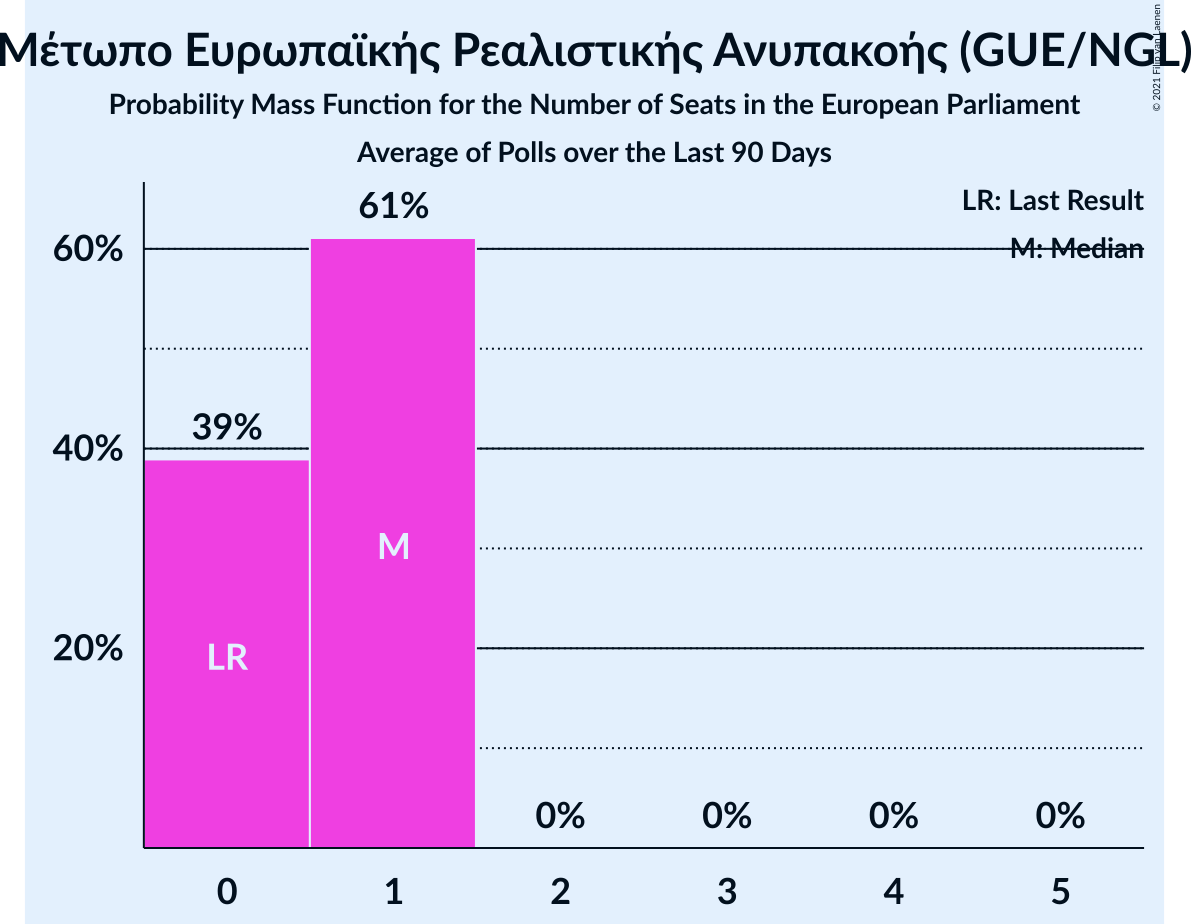 Μέτωπο Ευρωπαϊκής Ρεαλιστικής Ανυπακοής (GUE/NGL)
© 2021 Filip van Laenen
Probability Mass Function for the Number of Seats in the European Parliament
Average of Polls over the Last 90 Days
LR: Last Result
M: Median
61%
60%
39%
40%
M
LR
20%
0% 0% 0% 0%
0 1 2 3 4 5